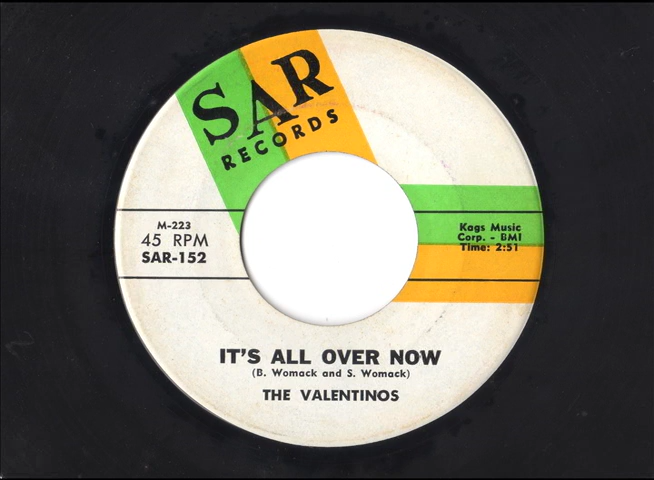 SAR
RECORDS
M-223
45 RPM
SAR-152
Kags Music
Corp. - BMI
Time: 2:51
IT'S ALL OVER NOW
(B. Womack and S. Womack)
THE VALENTINOS